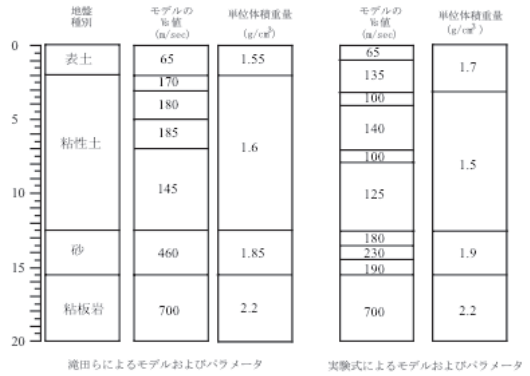 地盤
種別
モデルの
Vs値
(m/sec)
単位体積重量
(g/cm³)
モデルの
Vs値
(m/sec)
単位体積重量
(g/cm³)
0
5
10
15
20
表土
粘性土
砂
粘板岩
65
170
180
185
145
460
700
1.55
1.6
1.85
2.2
65
135
100
140
100
125
180
230
190
700
1.7
1.5
1.9
2.2
滝田らによるモデルおよびパラメータ
実験式によるモデルおよびパラメータ